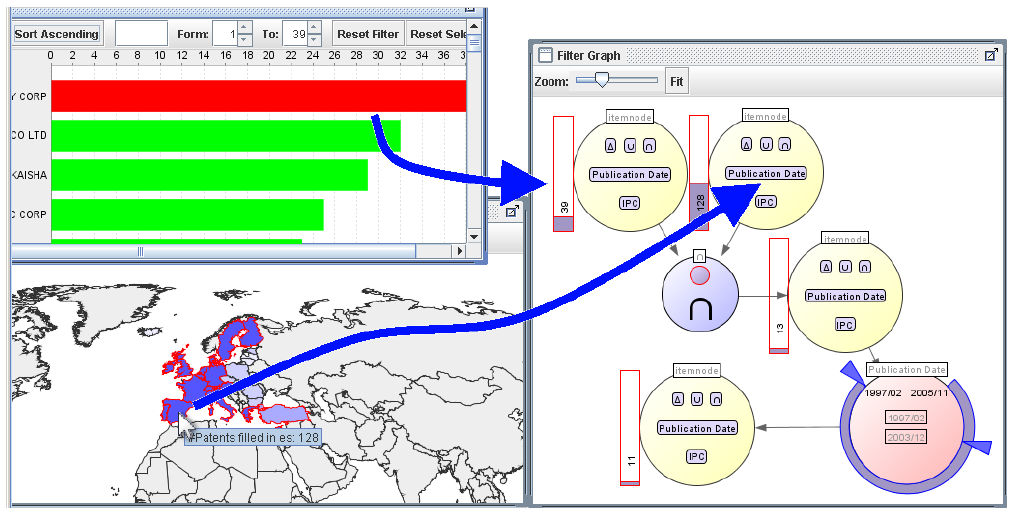 Sort Ascending Form: 1 To: 39 Reset Filter Reset Sele
0 2 4 6 8 10 12 14 16 18 20 22 24 26 28 30 32 34 36 38
Y CORP
CO LTD
KAISHA
C CORP
Patents filled in es: 128
Filter Graph
Zoom: Fit
itemnode
Δ ∪ ∩
Publication Date
IPC
39
itemnode
Δ ∪ ∩
Publication Date
IPC
128
∩
∩
itemnode
Δ ∪ ∩
Publication Date
IPC
13
Publication Date
1997/02 2005/11
1997/02
2003/12
itemnode
Δ ∪ ∩
Publication Date
IPC
11